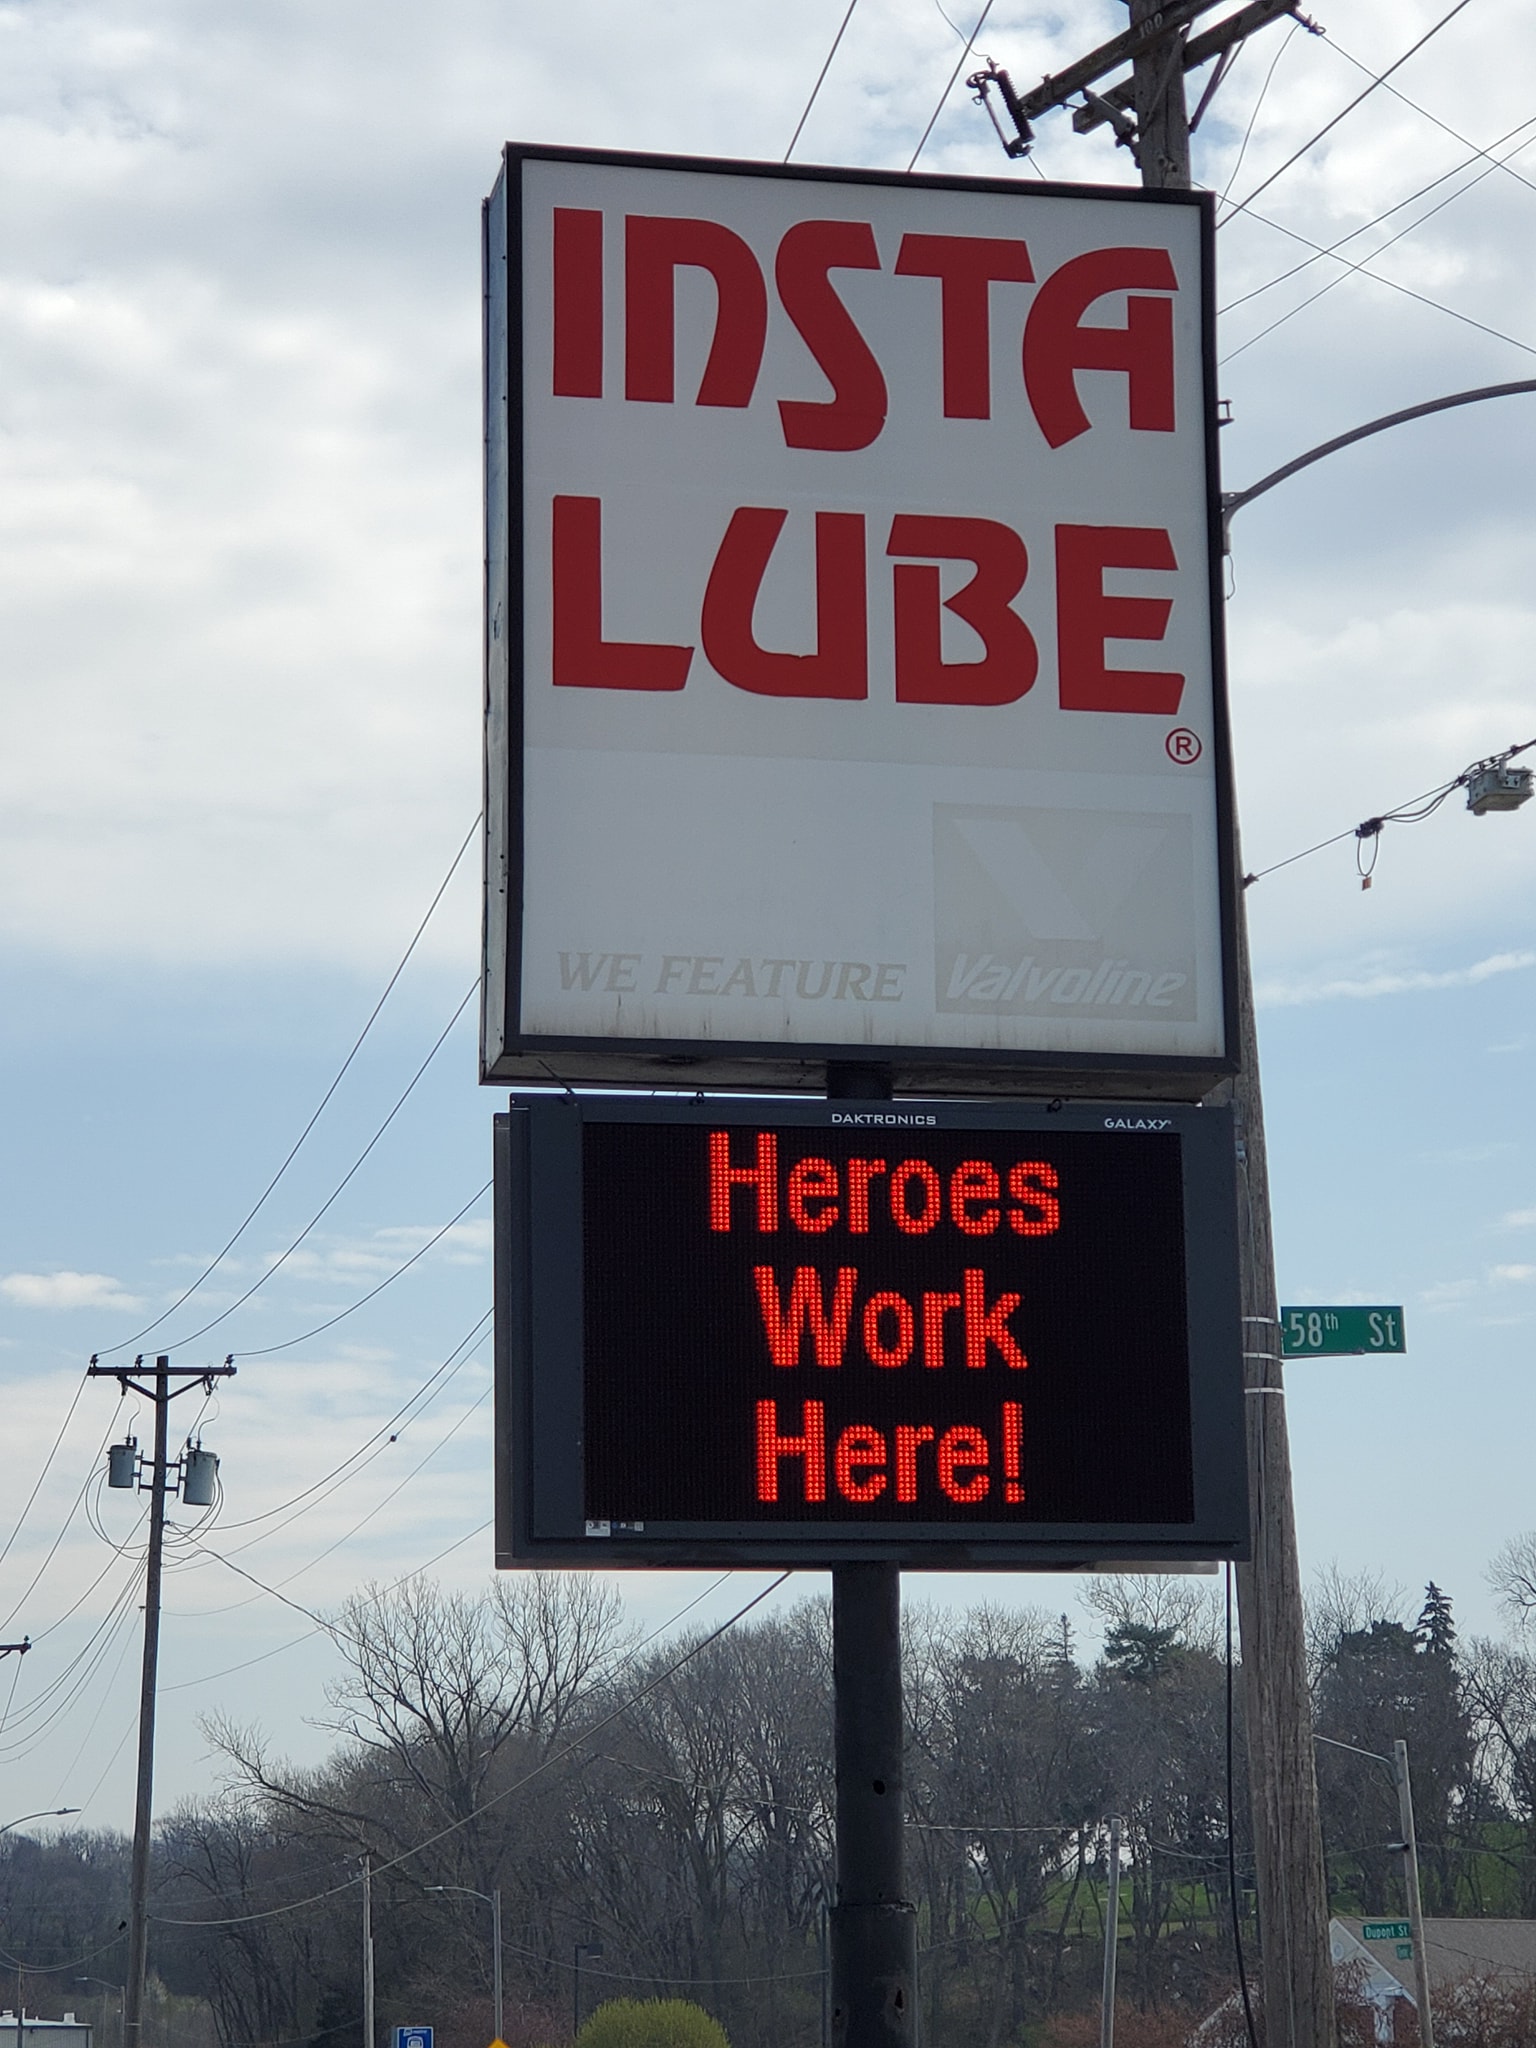 INSTA
LUBE
®
WE FEATURE
Valvoline
DAKTRONICS
GALAXY
Heroes
Work
Here!
58th St
Dupont St